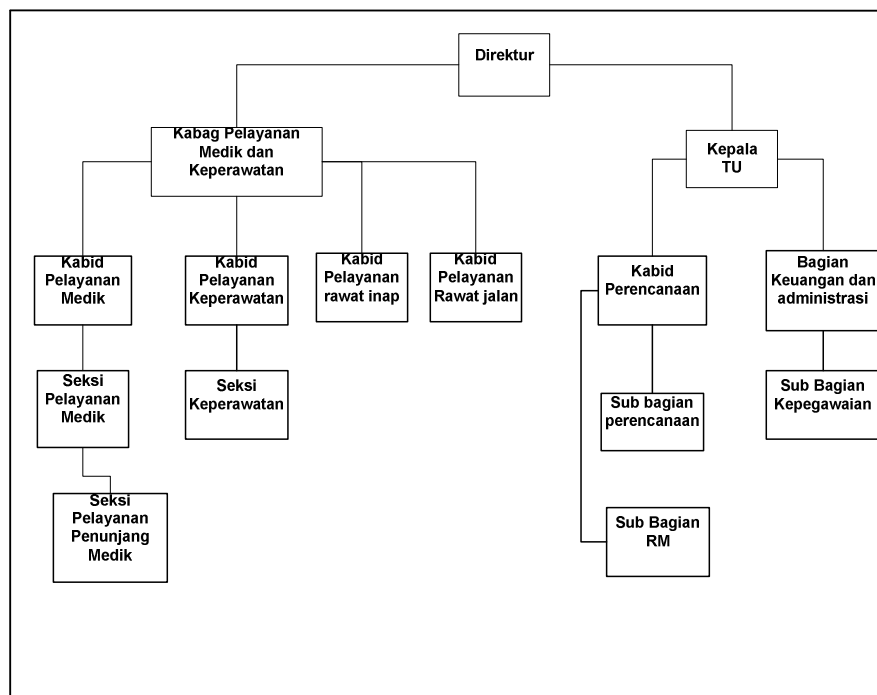 Direktur
Kabag Pelayanan
Medik dan
Keperawatan
Kepala
TU
Kabid
Pelayanan
Medik
Kabid
Pelayanan
Keperawatan
Kabid
Pelayanan
rawat inap
Kabid
Pelayanan
Rawat jalan
Kabid
Perencanaan
Bagian
Keuangan dan
administrasi
Seksi
Pelayanan
Medik
Seksi
Keperawatan
Sub bagian
perencanaan
Sub Bagian
Kepegawaian
Seksi
Pelayanan
Penunjang
Medik
Sub Bagian
RM